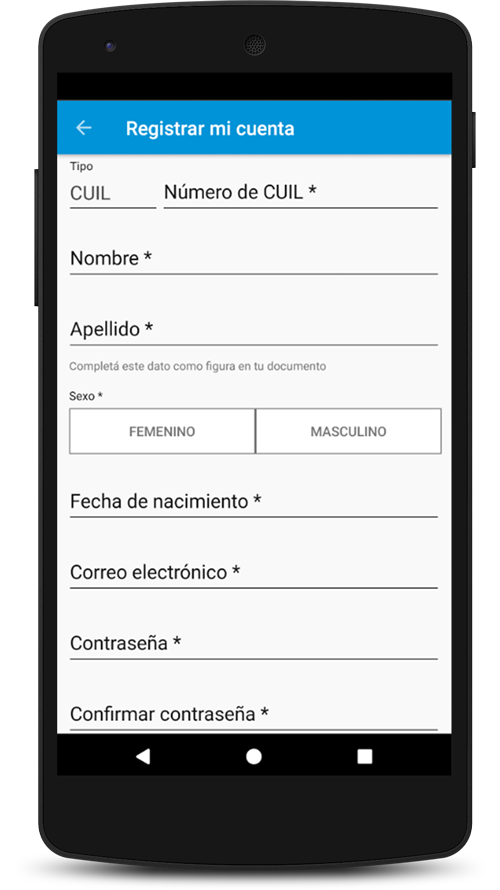 Registrar mi cuenta
Tipo
CUIL
Número de CUIL *
Nombre *
Apellido *
Completá este dato como figura en tu documento
Sexo *
FEMENINO MASCULINO
Fecha de nacimiento *
Correo electrónico *
Contraseña *
Confirmar contraseña *